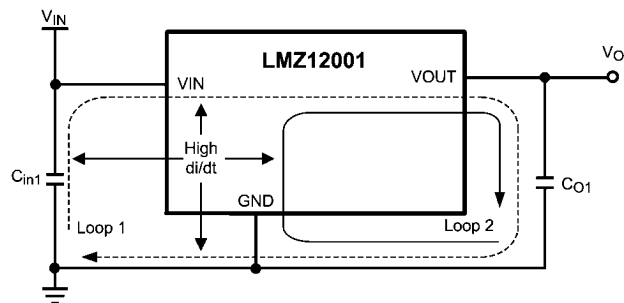 V_IN
LMZ12001
V_O
VIN
VOUT
High
di/dt
C_in1
GND
C_O1
Loop 1
Loop 2